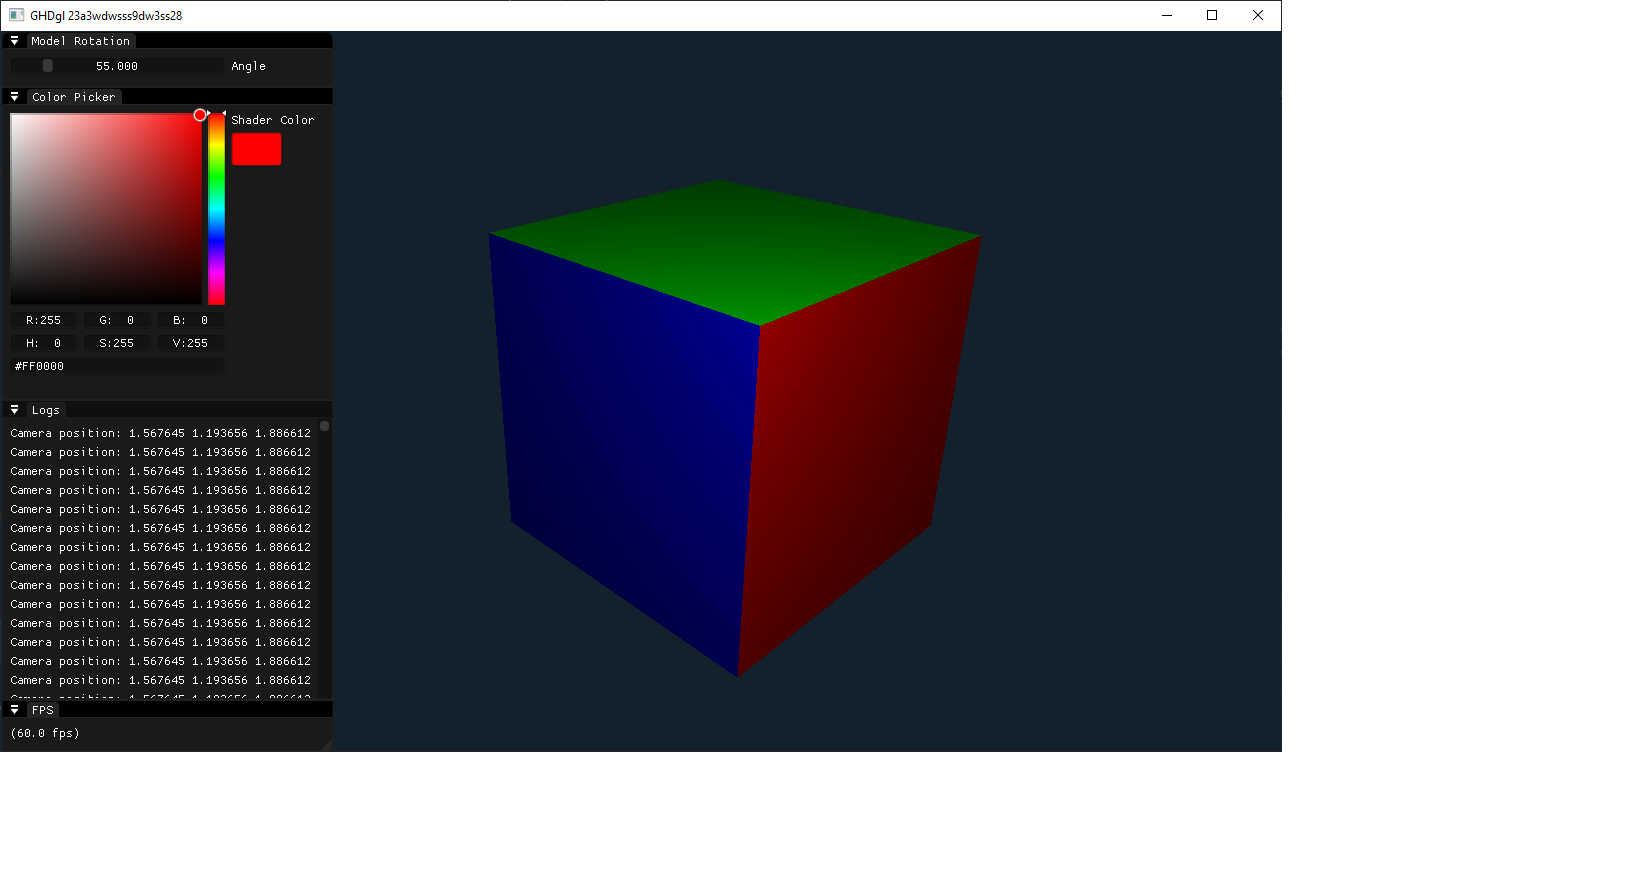 GHDgl 23a3wdwsss9dw3ss28
Model Rotation
55.000 Angle
Color Picker
Shader Color
R:255 G: 0 B: 0
H: 0 S:255 V:255
#FF0000
Logs
Camera position: 1.567645 1.193656 1.886612
Camera position: 1.567645 1.193656 1.886612
Camera position: 1.567645 1.193656 1.886612
Camera position: 1.567645 1.193656 1.886612
Camera position: 1.567645 1.193656 1.886612
Camera position: 1.567645 1.193656 1.886612
Camera position: 1.567645 1.193656 1.886612
Camera position: 1.567645 1.193656 1.886612
Camera position: 1.567645 1.193656 1.886612
Camera position: 1.567645 1.193656 1.886612
Camera position: 1.567645 1.193656 1.886612
Camera position: 1.567645 1.193656 1.886612
Camera position: 1.567645 1.193656 1.886612
Camera position: 1.567645 1.193656 1.886612
FPS
(60.0 fps)